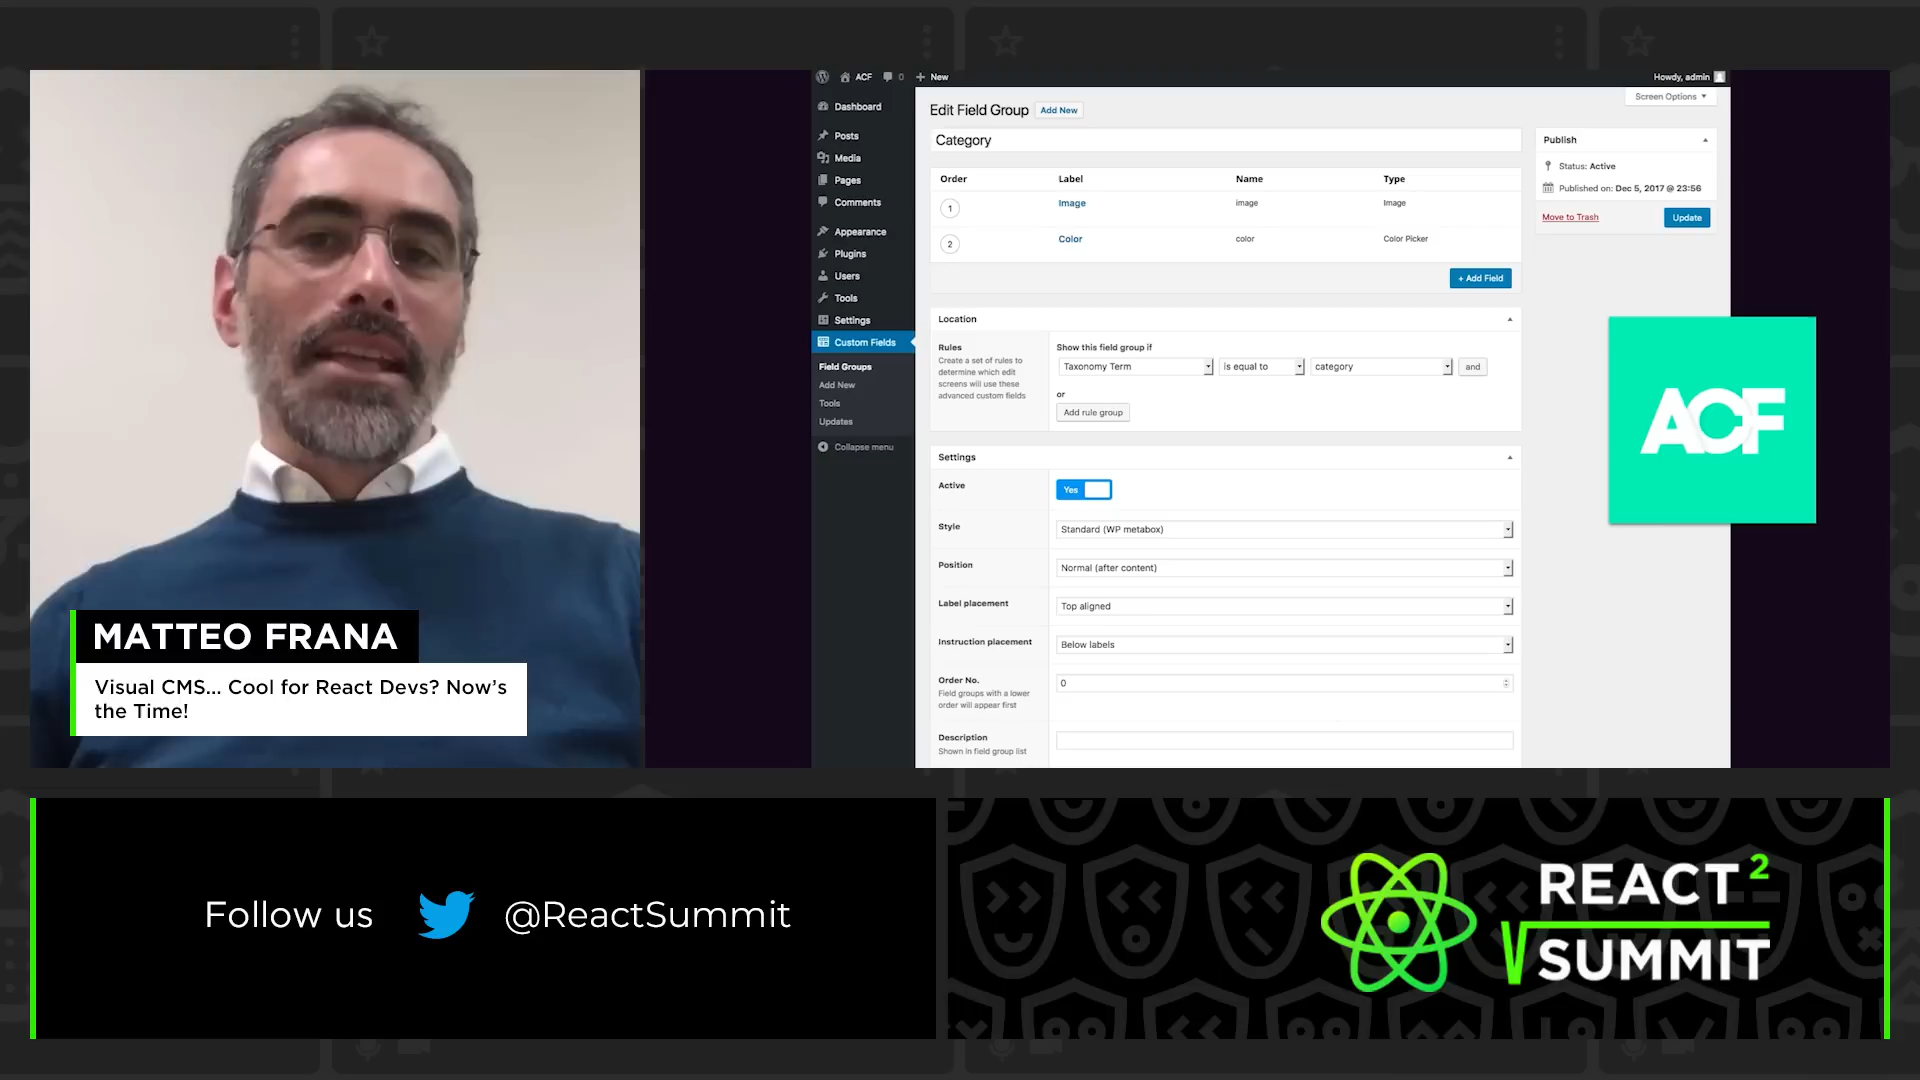 MATTEO FRANA
Visual CMS... Cool for React Devs? Now's
the Time!
ACF
0
New
Howdy, admin
Dashboard
Posts
Media
Pages
Comments
Appearance
Plugins
Users
Tools
Settings
Custom Fields
Field Groups
Add New
Tools
Updates
Collapse menu
Screen Options
Edit Field Group
Add New
Category
Order Label Name Type
1 Image image Image
2 Color color Color Picker
+ Add Field
Publish
Status: Active
Published on: Dec 5, 2017 @ 23:56
Move to Trash
Update
Location
Rules
Create a set of rules to
determine which edit
screens will use these
advanced custom fields
Show this field group if
Taxonomy Term is equal to category and
or
Add rule group
Settings
Active Yes
Style Standard (WP metabox)
Position Normal (after content)
Label placement Top aligned
Instruction placement Below labels
Order No. 0
Field groups with a lower
order will appear first
Description
Shown in field group list
ACF
Follow us @ReactSummit
REACT 2
SUMMIT